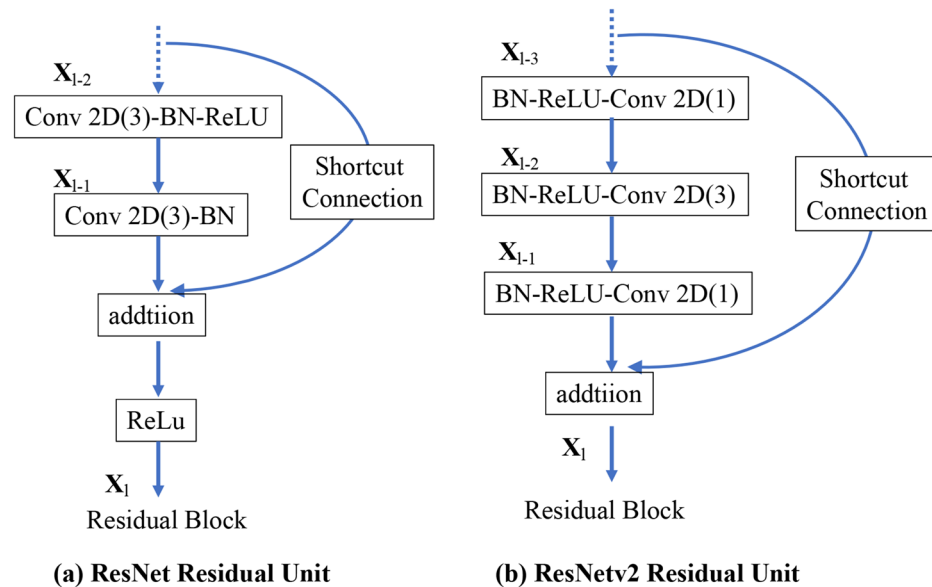 X_{l-2}
Conv 2D(3)-BN-ReLU
X_{l-1}
Shortcut
Connection
Conv 2D(3)-BN
addtiion
ReLu
X_l
Residual Block
(a) ResNet Residual Unit
X_{l-3}
BN-ReLU-Conv 2D(1)
X_{l-2}
BN-ReLU-Conv 2D(3)
Shortcut
Connection
X_{l-1}
BN-ReLU-Conv 2D(1)
addtiion
X_l
Residual Block
(b) ResNetv2 Residual Unit